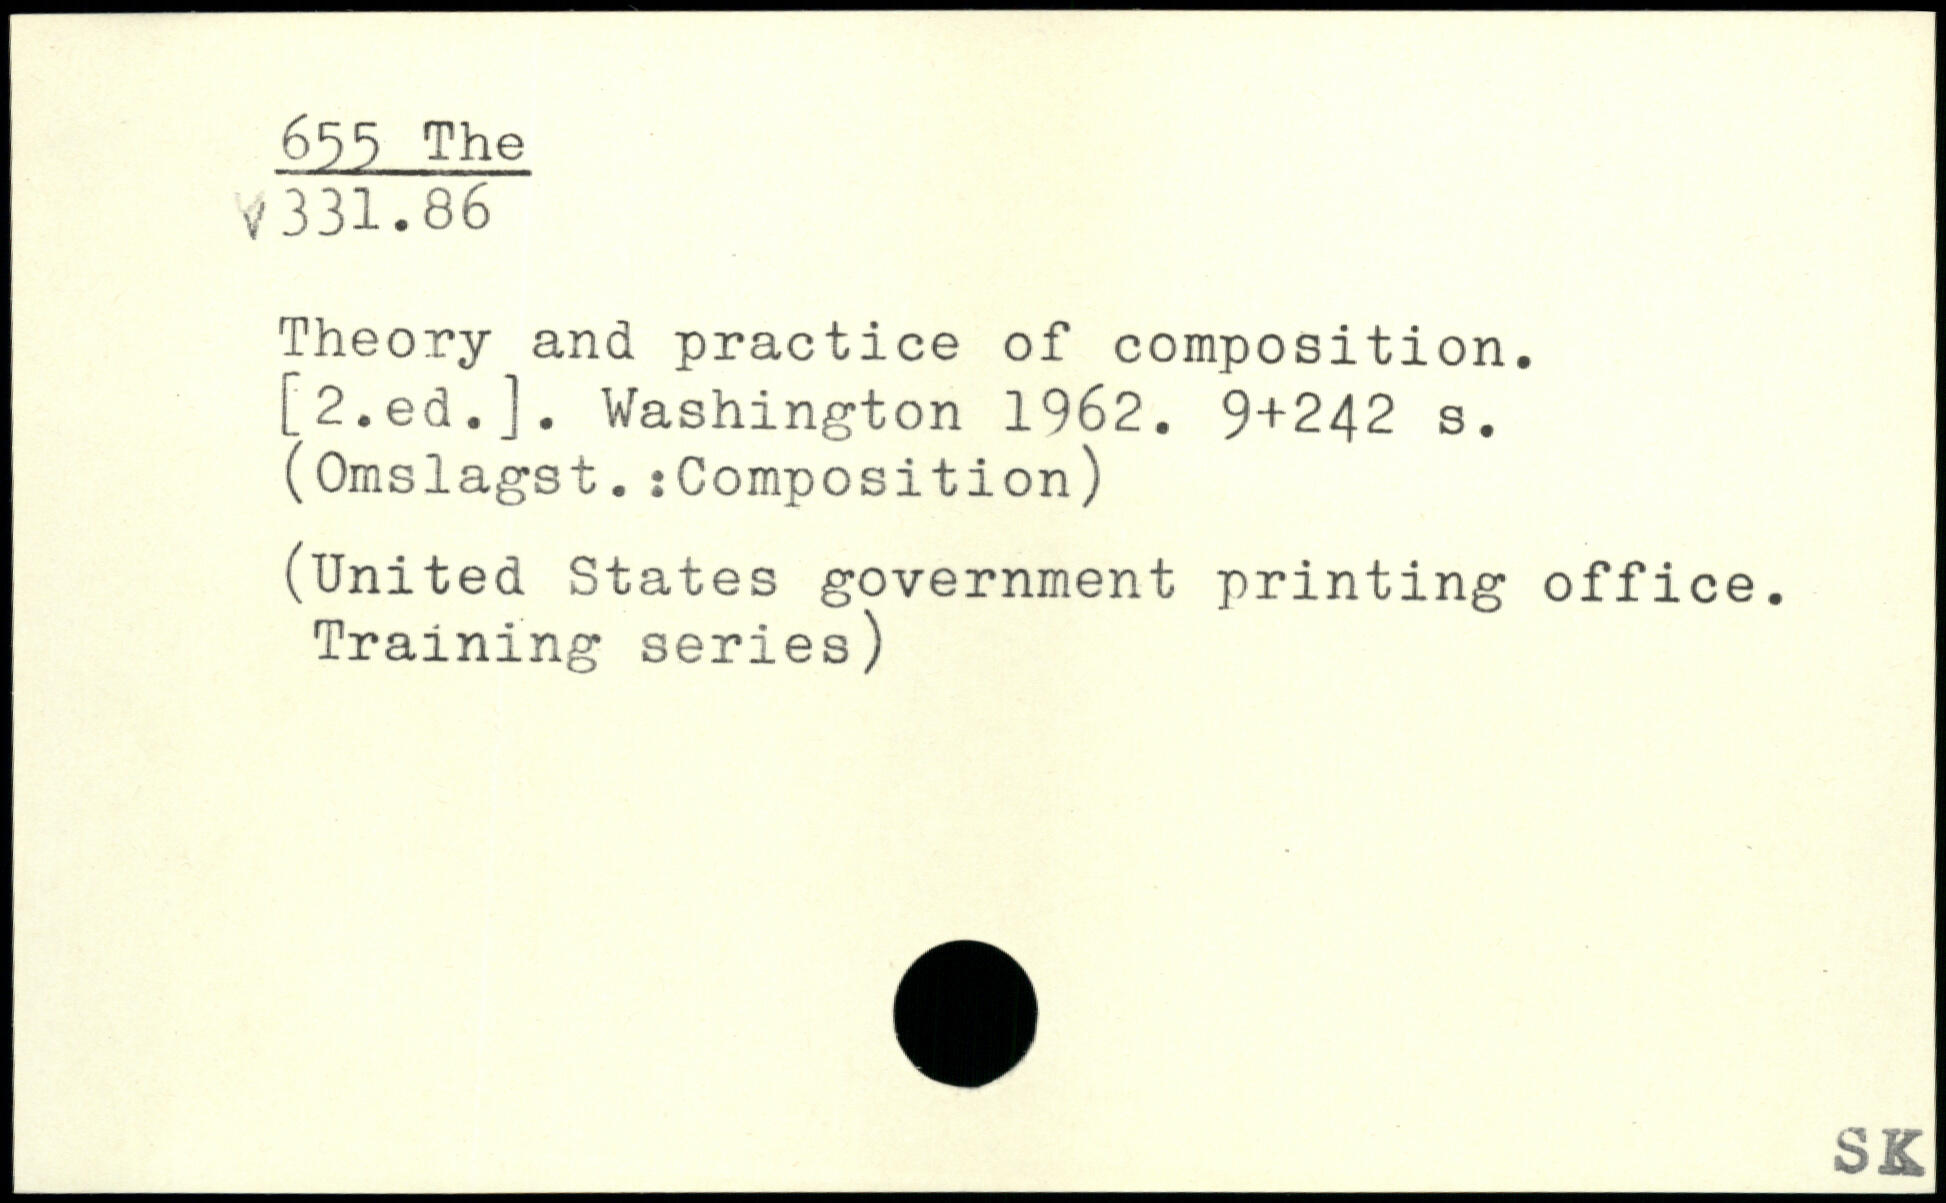 655 The
V 331.86
Theory and practice of composition.
[2.ed.]. Washington 1962. 9+242 s.
(Omslagst.:Composition)
(United States government printing office.
Training series)
SK